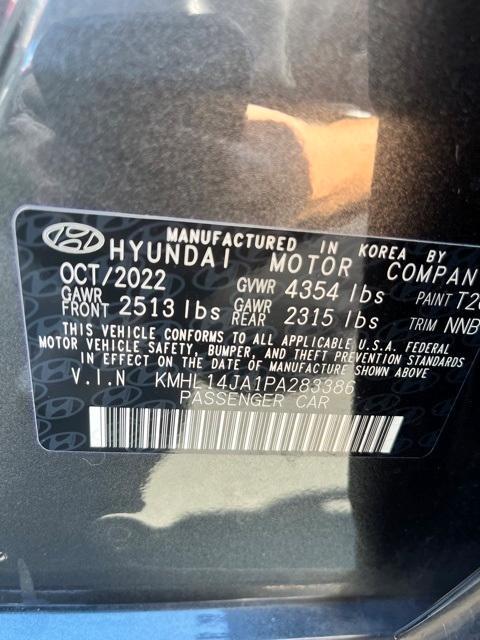 MANUFACTURED IN KOREA BY
HYUNDAI MOTOR COMPAN
OCT/2022 GVWR 4354 lbs PAINT T2
GAWR FRONT 2513 lbs GAWR REAR 2315 lbs TRIM NNB
THIS VEHICLE CONFORMS TO ALL APPLICABLE U.S.A. FEDERAL
MOTOR VEHICLE SAFETY, BUMPER, AND THEFT PREVENTION STANDARDS
IN EFFECT ON THE DATE OF MANUFACTURE SHOWN ABOVE
V.I.N KMHL14JA1PA283386
PASSENGER CAR